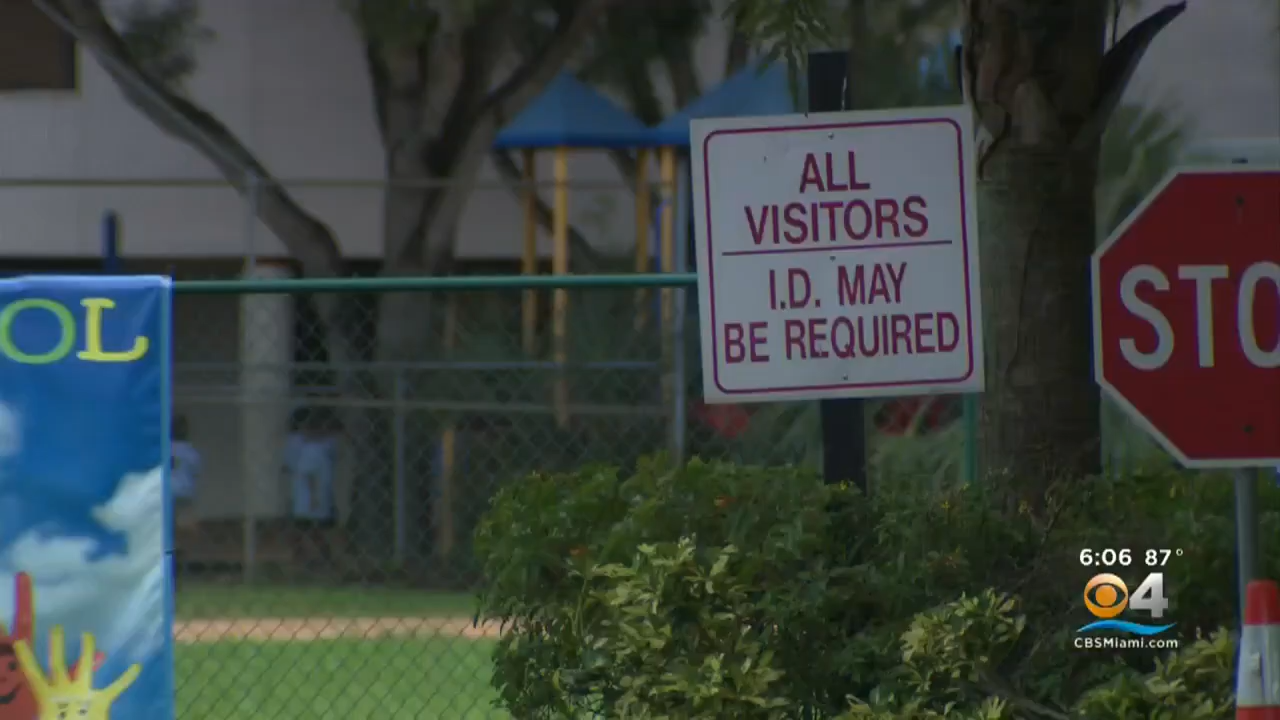 OL
ALL
VISITORS
I.D. MAY
BE REQUIRED
STO
6:06 87°
4
CBSMiami.com